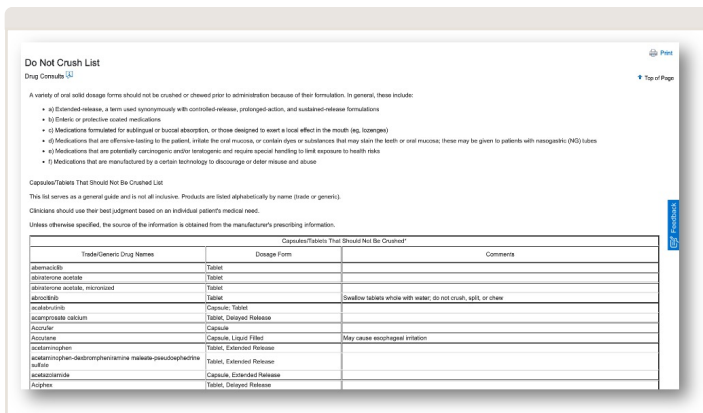 Print
Do Not Crush List
Drug Consults
Top of Page
A variety of oral solid dosage forms should not be crushed or chewed prior to administration because of their formulation. In general, these include:
• a) Extended-release, a term used synonymously with controlled-release, prolonged-action, and sustained-release formulations
• b) Enteric or protective coated medications
• c) Medications formulated for sublingual or buccal absorption, or those designed to exert a local effect in the mouth (eg, lozenges)
• d) Medications that are offensive-tasting to the patient, irritate the oral mucosa, or contain dyes or substances that may stain the teeth or oral mucosa; these may be given to patients with nasogastric (NG) tubes
• e) Medications that are potentially carcinogenic and/or teratogenic and require special handling to limit exposure to health risks
• f) Medications that are manufactured by a certain technology to discourage or deter misuse and abuse
Capsules/Tablets That Should Not Be Crushed List
This list serves as a general guide and is not all inclusive. Products are listed alphabetically by name (trade or generic).
Clinicians should use their best judgment based on an individual patient's medical need.
Unless otherwise specified, the source of the information is obtained from the manufacturer's prescribing information.
Feedback
Capsules/Tablets That Should Not Be Crushed*
Trade/Generic Drug Names Dosage Form Comments
abemaciclib Tablet
abiraterone acetate Tablet
abiraterone acetate, micronized Tablet
abrocitinib Tablet Swallow tablets whole with water; do not crush, split, or chew
acalabrutinib Capsule; Tablet
acamprosate calcium Tablet, Delayed Release
Accrufer Capsule
Accutane Capsule, Liquid Filled May cause esophageal irritation
acetaminophen Tablet, Extended Release
acetaminophen-dexbrompheniramine maleate-pseudoephedrine
sulfate Tablet, Extended Release
acetazolamide Capsule, Extended Release
Aciphex Tablet, Delayed Release